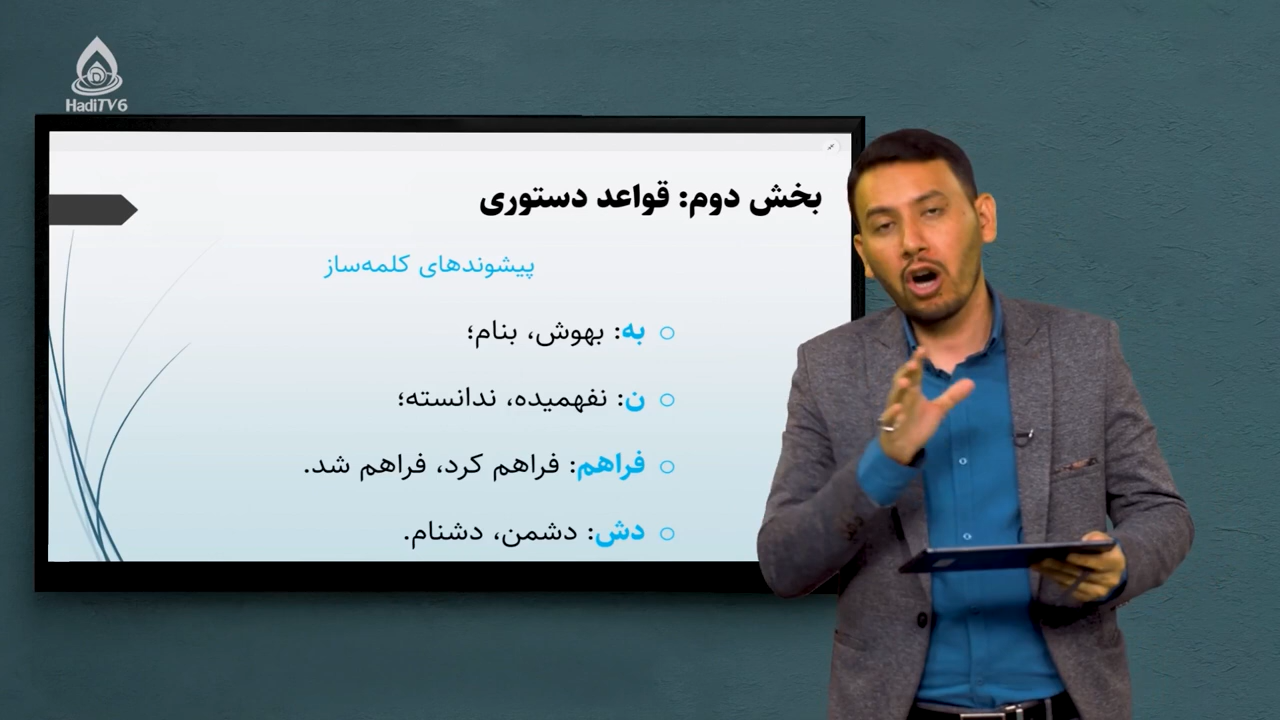 HadiTV6
بخش دوم: قواعد دستوری
پیشوندهای کلمه‌ساز
به: بهوش، بنام؛
ن: نفهمیده، ندانسته؛
فراهم: فراهم کرد، فراهم شد.
دش: دشمن، دشنام.